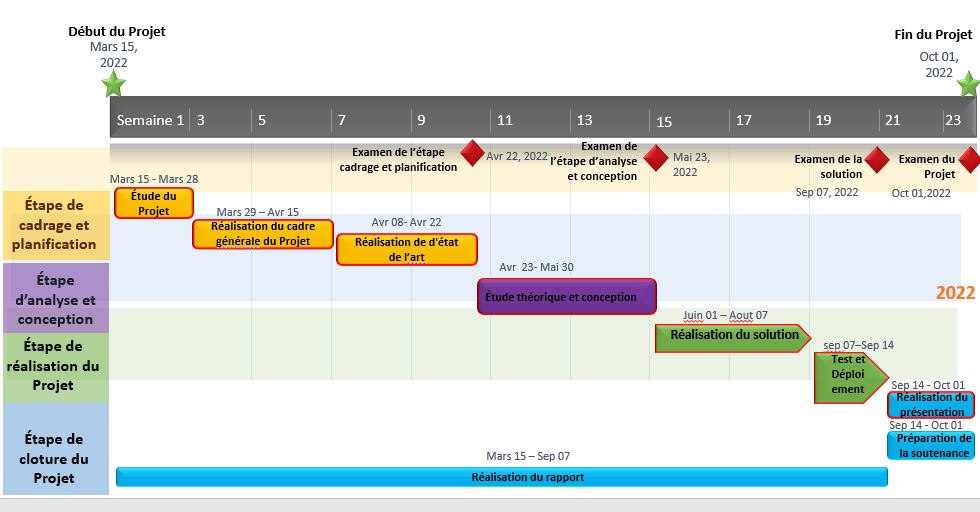 Début du Projet
Mars 15,
2022
Fin du Projet
Oct 01,
2022
Semaine 1
3
5
7
9
11
13
15
17
19
21
23
Examen de l'étape
cadrage et planification
Avr 22, 2022
Examen de
l'étape d'analyse
et conception
Mai 23,
2022
Examen de la
solution
Sep 07, 2022
Examen du
Projet
Oct 01,2022
Étape de
cadrage et
planification
Mars 15 - Mars 28
Étude du
Projet
Mars 29 – Avr 15
Réalisation du cadre
générale du Projet
Avr 08- Avr 22
Réalisation de d'état
de l'art
Étape
d'analyse et
conception
Avr 23- Mai 30
Étude théorique et conception
2022
Étape de
réalisation du
Projet
Juin 01 – Aout 07
Réalisation du solution
sep 07–Sep 14
Test et
Déploi
ement
Étape de
cloture du
Projet
Sep 14 - Oct 01
Réalisation du
présentation
Sep 14 - Oct 01
Préparation de
la soutenance
Mars 15 – Sep 07
Réalisation du rapport